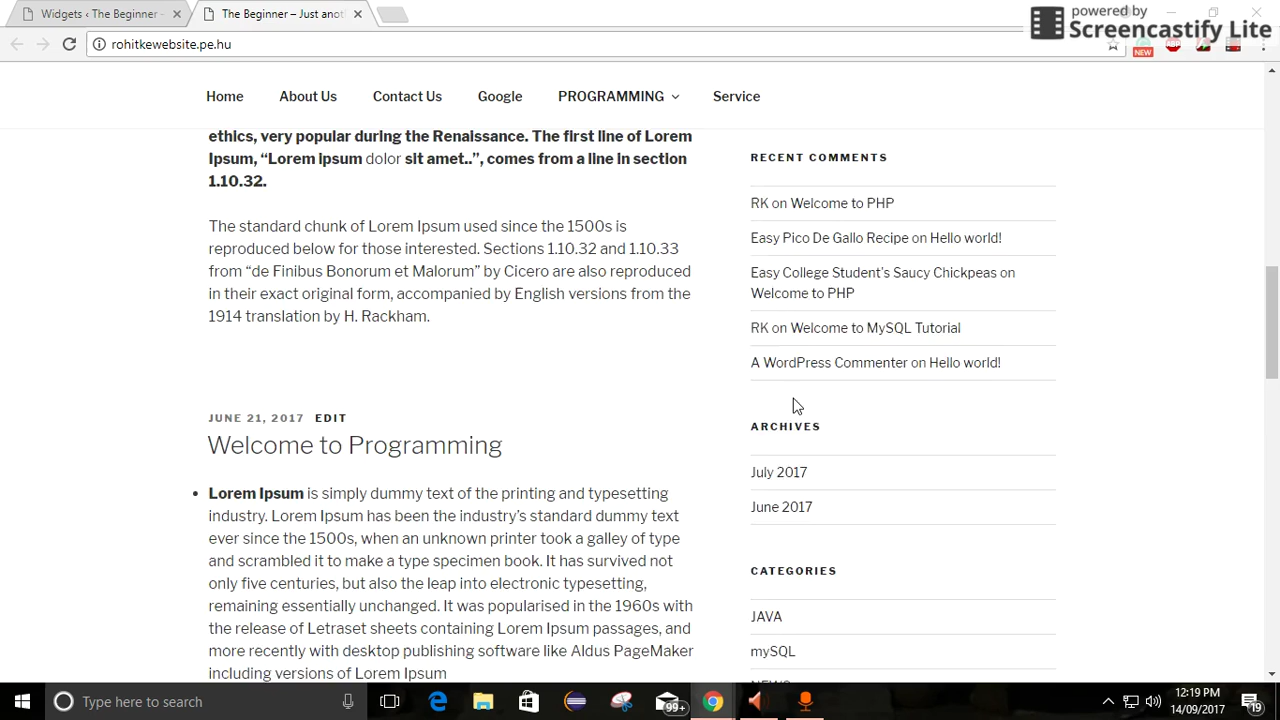 Widgets ‹ The Beginner -
The Beginner – Just anot
powered by
Screencastify Lite
rohitkewebsite.pe.hu
NEW
ABP
Home About Us Contact Us Google PROGRAMMING Service
ethics, very popular during the Renaissance. The first line of Lorem
Ipsum, “Lorem ipsum dolor sit amet..”, comes from a line in section
1.10.32.
The standard chunk of Lorem Ipsum used since the 1500s is
reproduced below for those interested. Sections 1.10.32 and 1.10.33
from “de Finibus Bonorum et Malorum” by Cicero are also reproduced
in their exact original form, accompanied by English versions from the
1914 translation by H. Rackham.
JUNE 21, 2017 EDIT
Welcome to Programming
• Lorem Ipsum is simply dummy text of the printing and typesetting
industry. Lorem Ipsum has been the industry’s standard dummy text
ever since the 1500s, when an unknown printer took a galley of type
and scrambled it to make a type specimen book. It has survived not
only five centuries, but also the leap into electronic typesetting,
remaining essentially unchanged. It was popularised in the 1960s with
the release of Letraset sheets containing Lorem Ipsum passages, and
more recently with desktop publishing software like Aldus PageMaker
including versions of Lorem Ipsum
RECENT COMMENTS
RK on Welcome to PHP
Easy Pico De Gallo Recipe on Hello world!
Easy College Student’s Saucy Chickpeas on
Welcome to PHP
RK on Welcome to MySQL Tutorial
A WordPress Commenter on Hello world!
ARCHIVES
July 2017
June 2017
CATEGORIES
JAVA
mySQL
NEWS
Type here to search
99+
12:19 PM
14/09/2017
19